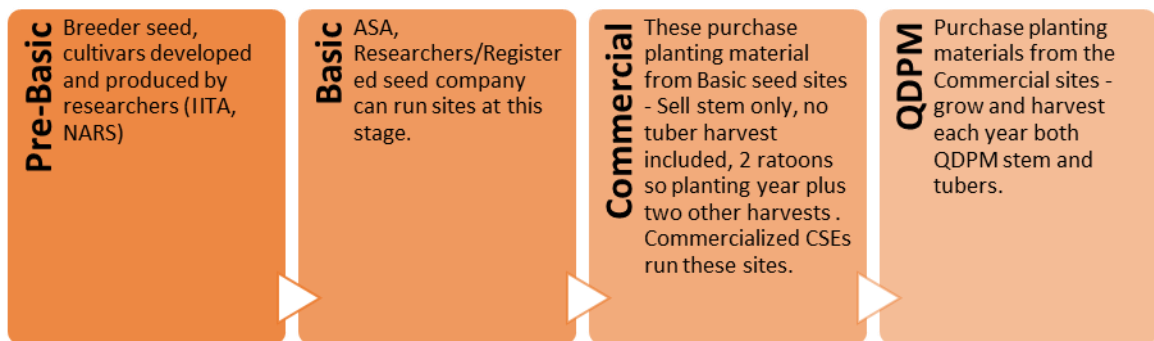 Pre-Basic
Breeder seed,
cultivars developed
and produced by
researchers (IITA,
NARS)
Basic
ASA,
Researchers/Register
ed seed company
can run sites at this
stage.
Commercial
These purchase
planting material
from Basic seed sites
- Sell stem only, no
tuber harvest
included, 2 ratoons
so planting year plus
two other harvests .
Commercialized CSEs
run these sites.
QDPM
Purchase planting
materials from the
Commercial sites -
grow and harvest
each year both
QDPM stem and
tubers.